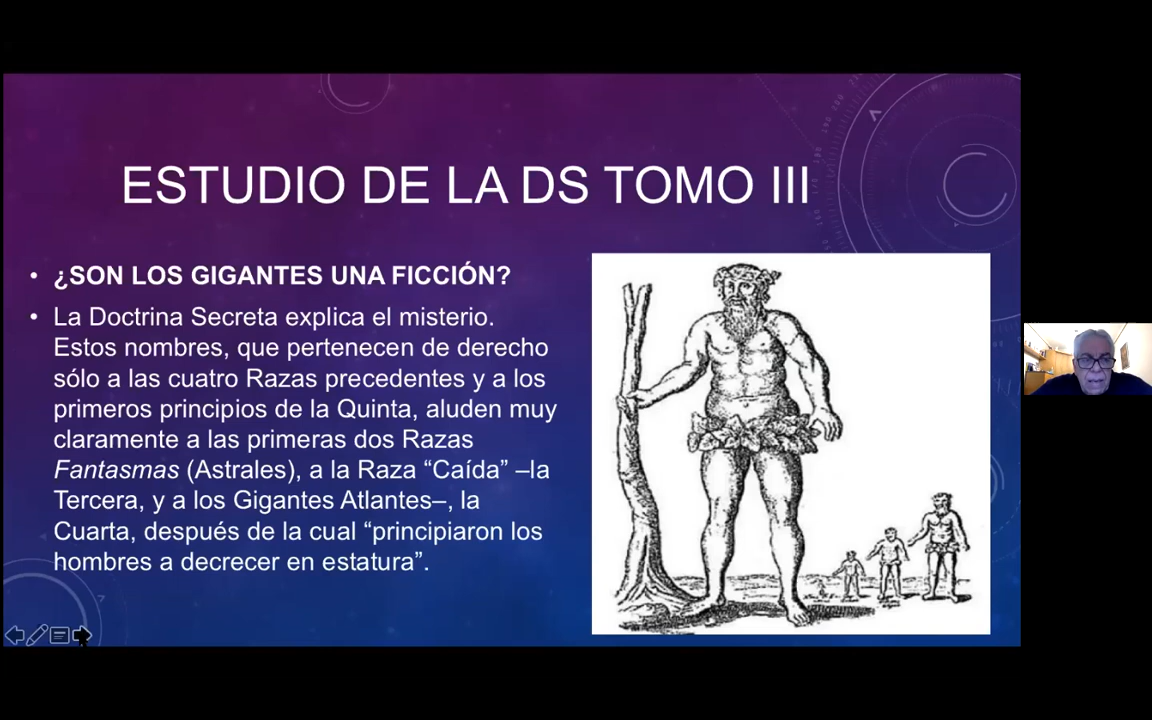 ESTUDIO DE LA DS TOMO III
• ¿SON LOS GIGANTES UNA FICCIÓN?
• La Doctrina Secreta explica el misterio.
Estos nombres, que pertenecen de derecho
sólo a las cuatro Razas precedentes y a los
primeros principios de la Quinta, aluden muy
claramente a las primeras dos Razas
Fantasmas (Astrales), a la Raza “Caída” –la
Tercera, y a los Gigantes Atlantes–, la
Cuarta, después de la cual “principiaron los
hombres a decrecer en estatura”.